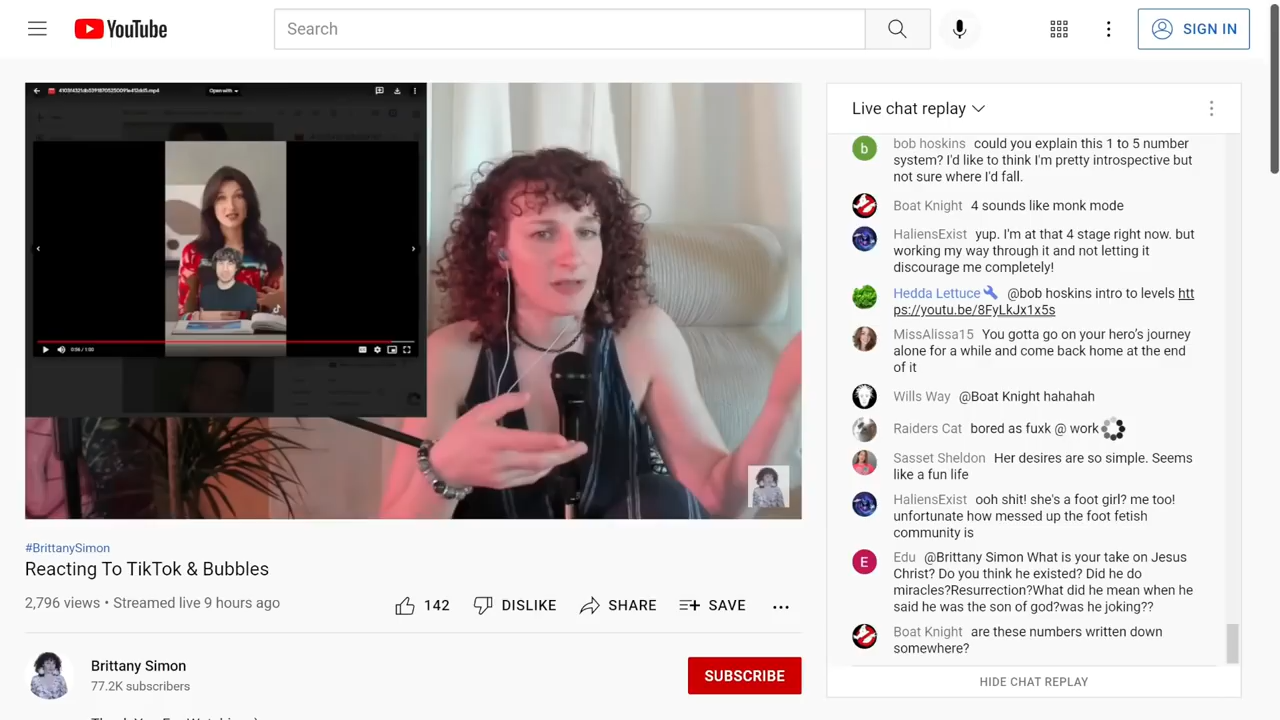 YouTube
Search
SIGN IN
Open with
0:56 / 1:00
Live chat replay
bob hoskins could you explain this 1 to 5 number
system? I'd like to think I'm pretty introspective but
not sure where I'd fall.
Boat Knight 4 sounds like monk mode
HaliensExist yup. I'm at that 4 stage right now. but
working my way through it and not letting it
discourage me completely!
Hedda Lettuce @bob hoskins intro to levels htt
ps://youtu.be/8FyLkJx1x5s
MissAlissa15 You gotta go on your hero's journey
alone for a while and come back home at the end
of it
Wills Way @Boat Knight hahahah
Raiders Cat bored as fuxk @ work
Sasset Sheldon Her desires are so simple. Seems
like a fun life
HaliensExist ooh shit! she's a foot girl? me too!
unfortunate how messed up the foot fetish
community is
E
Edu @Brittany Simon What is your take on Jesus
Christ? Do you think he existed? Did he do
miracles?Resurrection?What did he mean when he
said he was the son of god?was he joking??
Boat Knight are these numbers written down
somewhere?
HIDE CHAT REPLAY
#BrittanySimon
Reacting To TikTok & Bubbles
2,796 views • Streamed live 9 hours ago
142 DISLIKE SHARE SAVE
Brittany Simon
77.2K subscribers
SUBSCRIBE